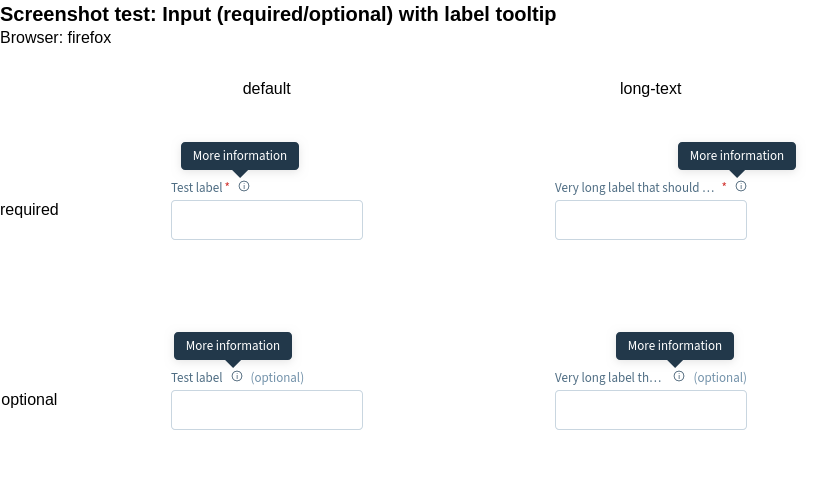 Screenshot test: Input (required/optional) with label tooltip
Browser: firefox
default long-text
More information More information
Test label * Very long label that should ... *
required
More information More information
Test label (optional) Very long label th... (optional)
optional